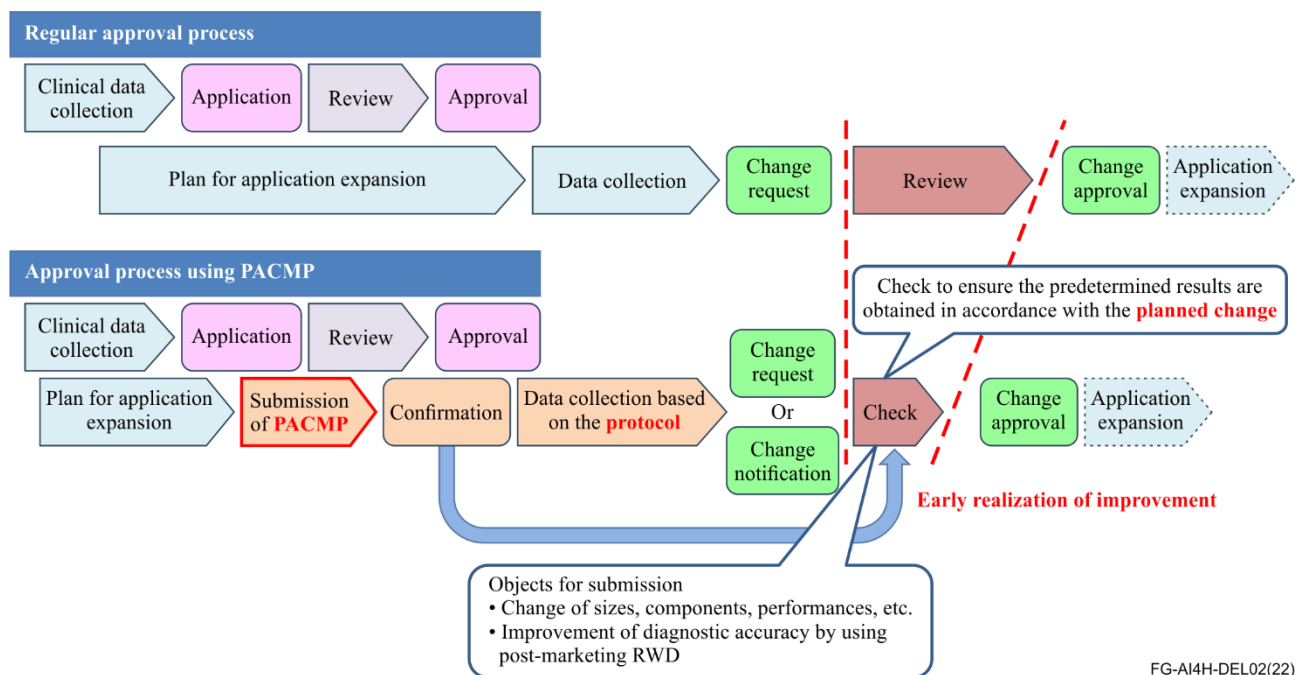 Regular approval process
Clinical data
collection
Application
Review
Approval
Plan for application expansion
Data collection
Change
request
Review
Change
approval
Application
expansion
Approval process using PACMP
Check to ensure the predetermined results are
obtained in accordance with the planned change
Clinical data
collection
Application
Review
Approval
Plan for application
expansion
Submission
of PACMP
Confirmation
Data collection based
on the protocol
Change
request
Or
Change
notification
Check
Change
approval
Application
expansion
Early realization of improvement
Objects for submission
• Change of sizes, components, performances, etc.
• Improvement of diagnostic accuracy by using
post-marketing RWD
FG-AI4H-DEL02(22)